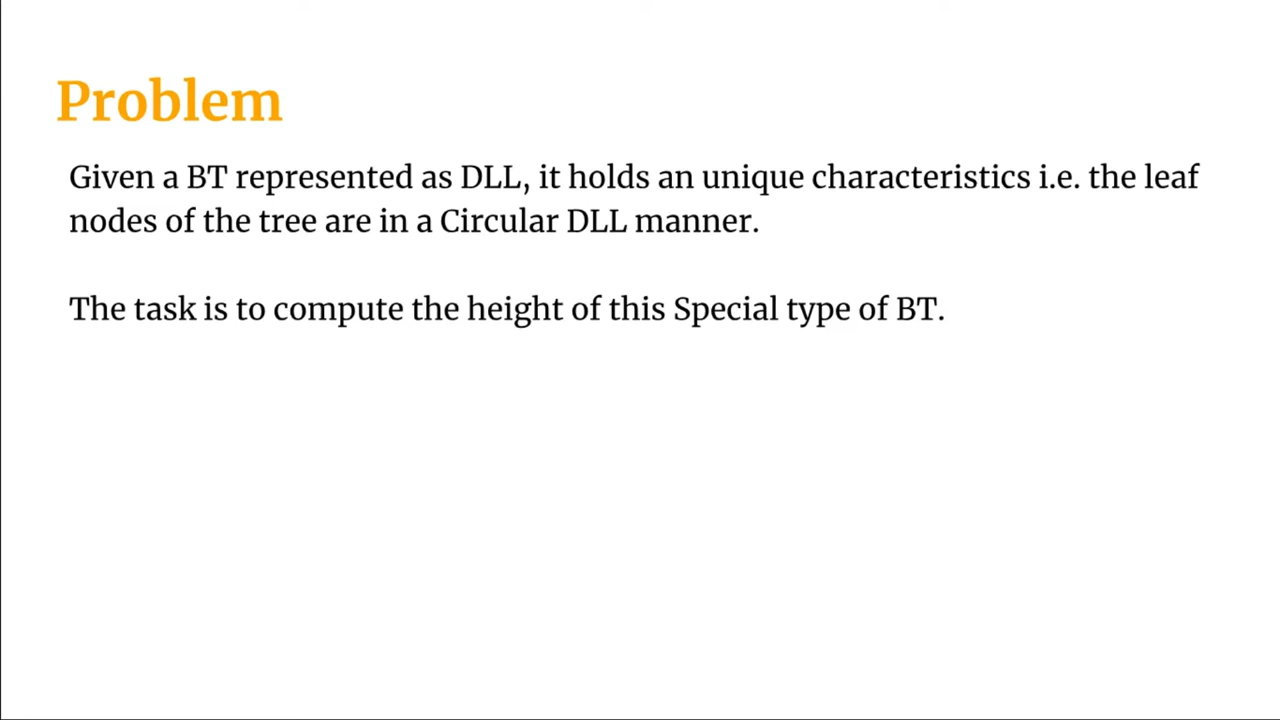 Problem
Given a BT represented as DLL, it holds an unique characteristics i.e. the leaf
nodes of the tree are in a Circular DLL manner.
The task is to compute the height of this Special type of BT.